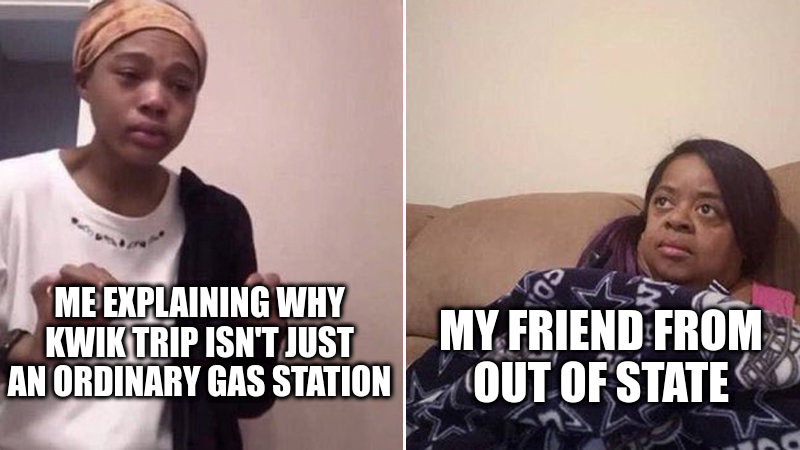 ME EXPLAINING WHY
KWIK TRIP ISN'T JUST
AN ORDINARY GAS STATION
MY FRIEND FROM
OUT OF STATE